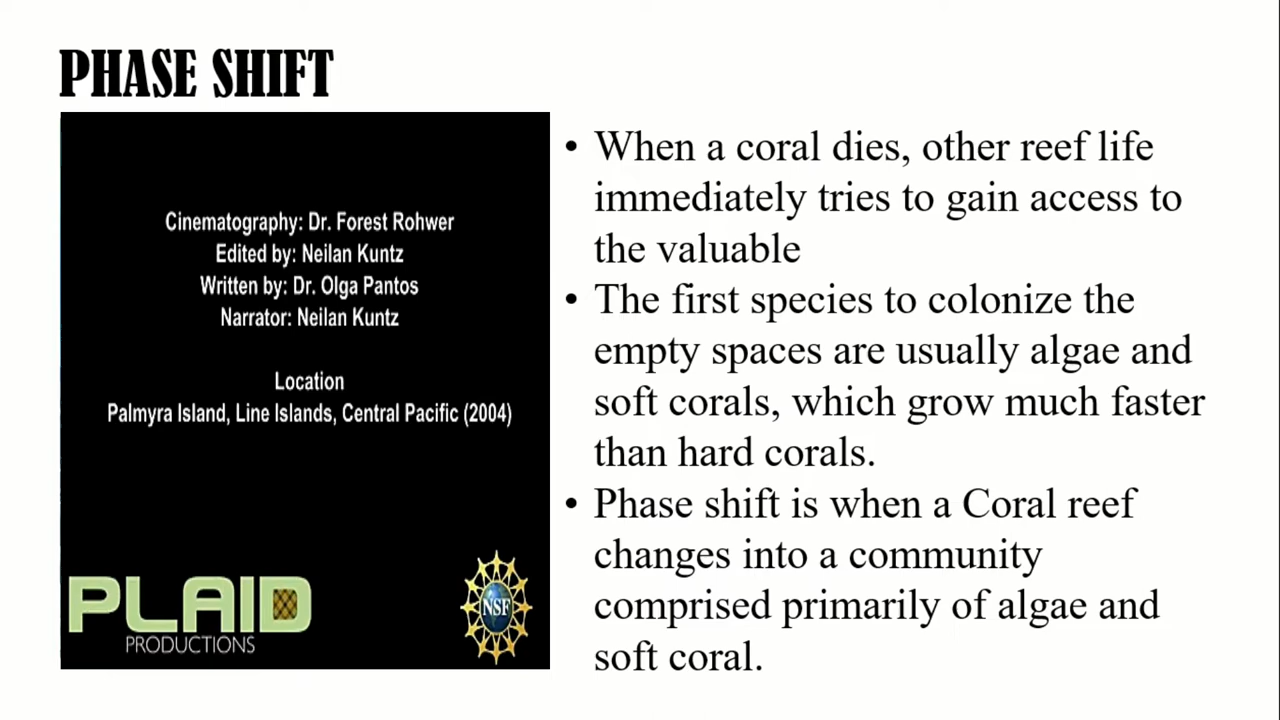 PHASE SHIFT
Cinematography: Dr. Forest Rohwer
Edited by: Neilan Kuntz
Written by: Dr. Olga Pantos
Narrator: Neilan Kuntz
Location
Palmyra Island, Line Islands, Central Pacific (2004)
PLAID
PRODUCTIONS
NSF
• When a coral dies, other reef life
immediately tries to gain access to
the valuable
• The first species to colonize the
empty spaces are usually algae and
soft corals, which grow much faster
than hard corals.
• Phase shift is when a Coral reef
changes into a community
comprised primarily of algae and
soft coral.